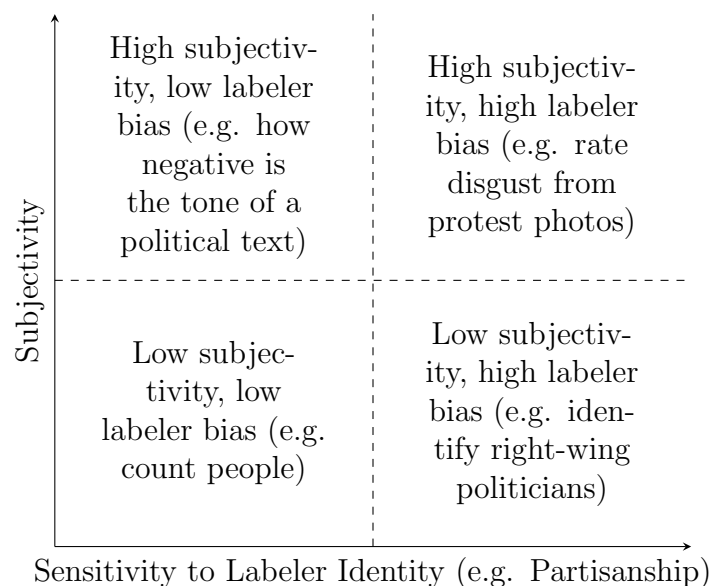 High subjectiv-
ity, low labeler
bias (e.g. how
negative is
the tone of a
political text)
High subjectiv-
ity, high labeler
bias (e.g. rate
disgust from
protest photos)
Subjectivity
Low subjec-
tivity, low
labeler bias (e.g.
count people)
Low subjectiv-
ity, high labeler
bias (e.g. iden-
tify right-wing
politicians)
Sensitivity to Labeler Identity (e.g. Partisanship)